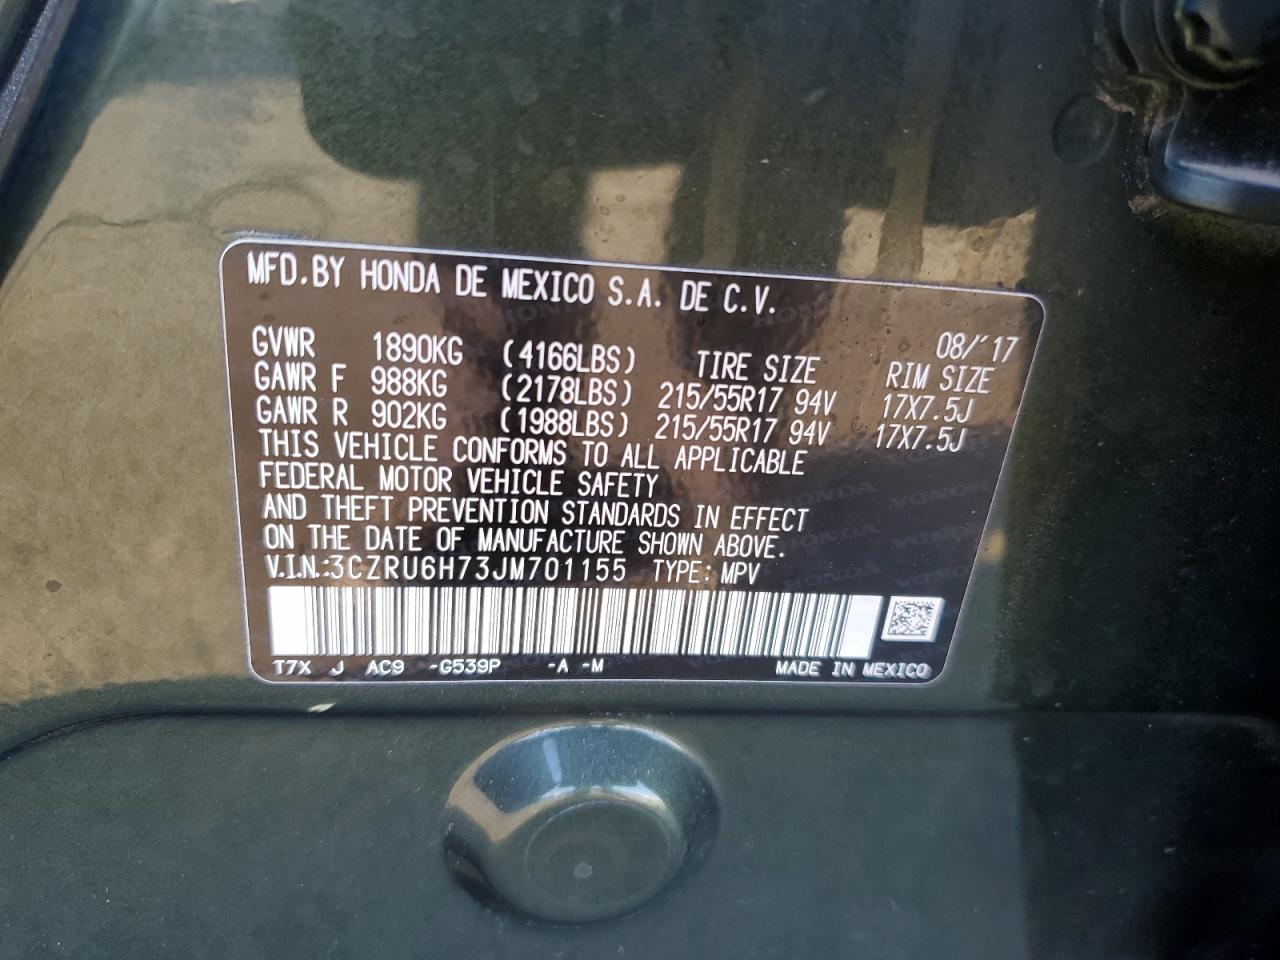 MFD.BY HONDA DE MEXICO S.A. DE C.V.
08/'17
GVWR 1890KG (4166LBS) TIRE SIZE RIM SIZE
GAWR F 988KG (2178LBS) 215/55R17 94V 17X7.5J
GAWR R 902KG (1988LBS) 215/55R17 94V 17X7.5J
THIS VEHICLE CONFORMS TO ALL APPLICABLE
FEDERAL MOTOR VEHICLE SAFETY
AND THEFT PREVENTION STANDARDS IN EFFECT
ON THE DATE OF MANUFACTURE SHOWN ABOVE.
V.I.N.:3CZRU6H73JM701155 TYPE: MPV
T7X J AC9 -G539P -A -M MADE IN MEXICO